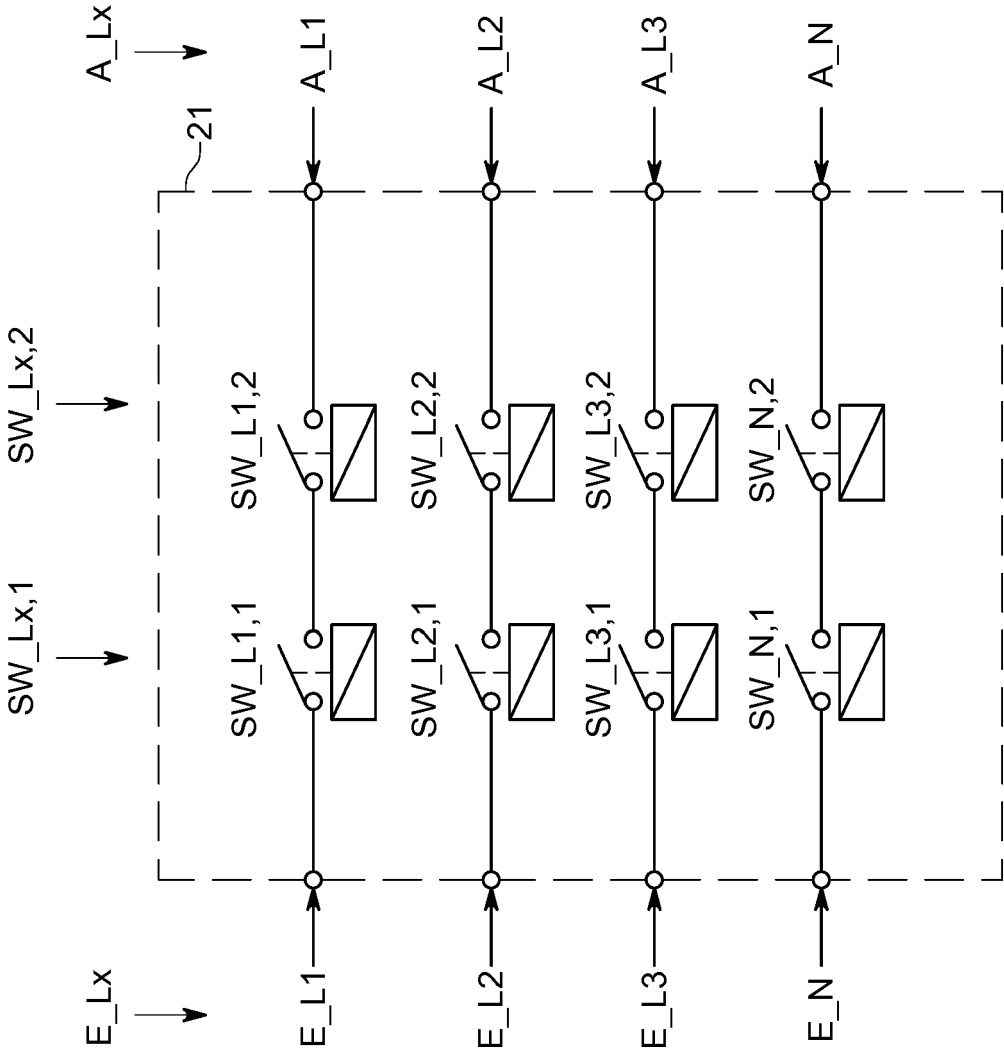 E_Lx
SW_Lx,1
SW_Lx,2
A_Lx
21
E_L1
SW_L1,1
SW_L1,2
A_L1
E_L2
SW_L2,1
SW_L2,2
A_L2
E_L3
SW_L3,1
SW_L3,2
A_L3
E_N
SW_N,1
SW_N,2
A_N